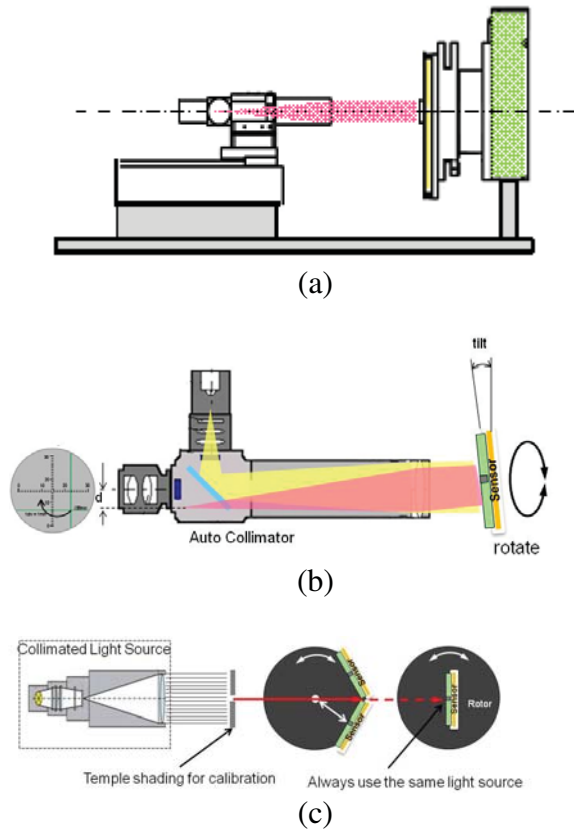 (a)
tilt
d
Sensor
Auto Collimator
rotate
(b)
Collimated Light Source
Sensor
Sensor
Sensor
Rotor
Temple shading for calibration
Always use the same light source
(c)